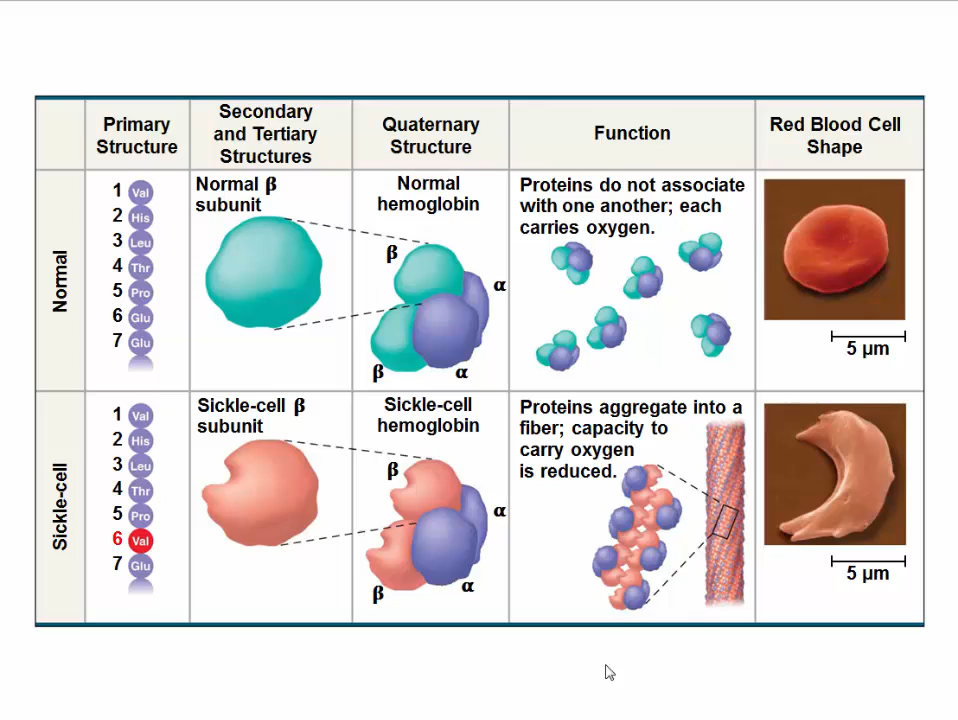 Primary
Structure
Secondary
and Tertiary
Structures
Quaternary
Structure
Function
Red Blood Cell
Shape
Normal
1 Val
2 His
3 Leu
4 Thr
5 Pro
6 Glu
7 Glu
Normal β
subunit
Normal
hemoglobin
β
α
β
α
Proteins do not associate
with one another; each
carries oxygen.
5 µm
Sickle-cell
1 Val
2 His
3 Leu
4 Thr
5 Pro
6 Val
7 Glu
Sickle-cell β
subunit
Sickle-cell
hemoglobin
β
α
β
α
Proteins aggregate into a
fiber; capacity to
carry oxygen
is reduced.
5 µm